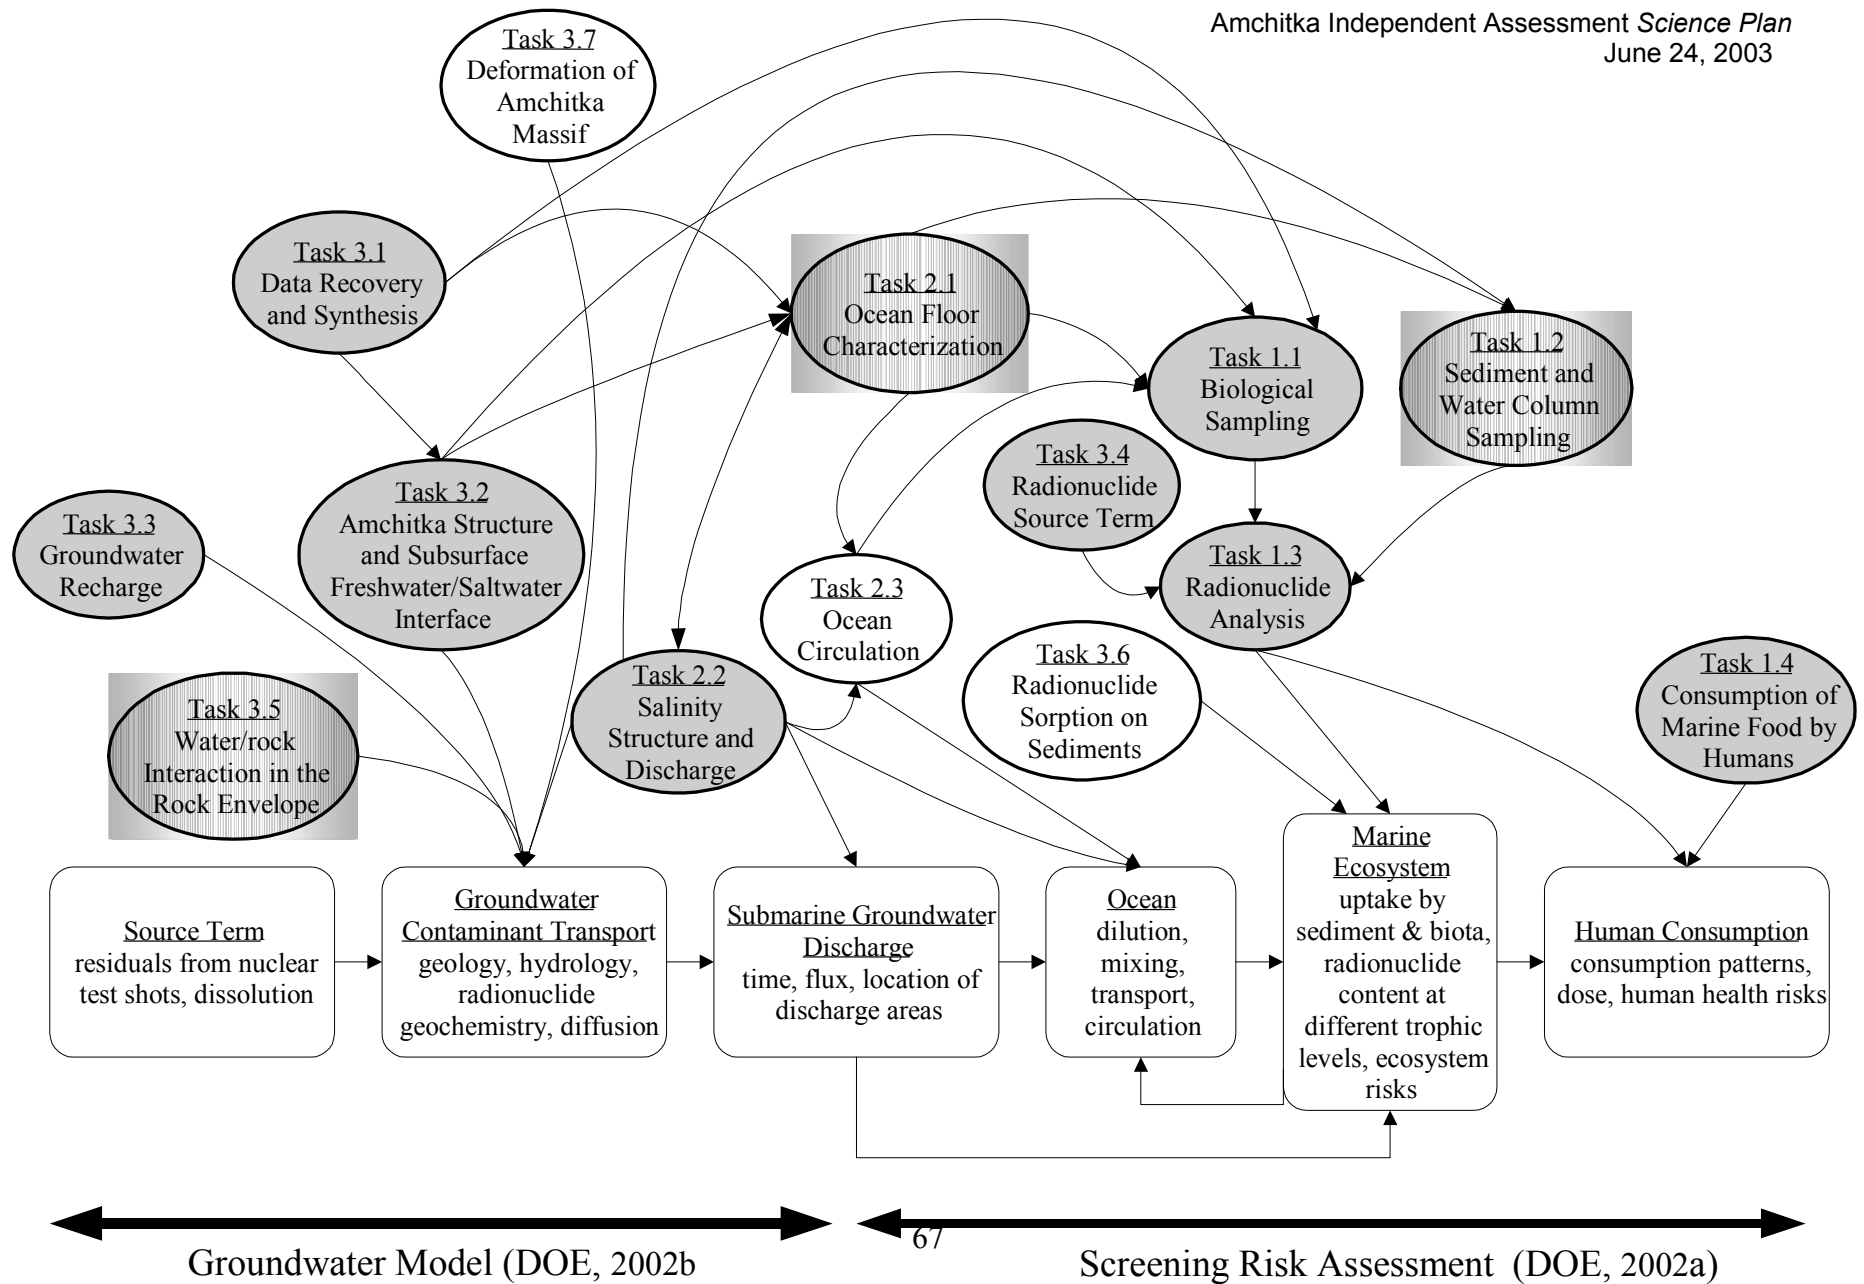 Amchitka Independent Assessment Science Plan
June 24, 2003
Task 3.7
Deformation of
Amchitka
Massif
Task 3.1
Data Recovery
and Synthesis
Task 2.1
Ocean Floor
Characterization
Task 1.1
Biological
Sampling
Task 1.2
Sediment and
Water Column
Sampling
Task 3.4
Radionuclide
Source Term
Task 3.3
Groundwater
Recharge
Task 3.2
Amchitka Structure
and Subsurface
Freshwater/Saltwater
Interface
Task 2.3
Ocean
Circulation
Task 1.3
Radionuclide
Analysis
Task 3.5
Water/rock
Interaction in the
Rock Envelope
Task 2.2
Salinity
Structure and
Discharge
Task 3.6
Radionuclide
Sorption on
Sediments
Task 1.4
Consumption of
Marine Food by
Humans
Source Term
residuals from nuclear
test shots, dissolution
Groundwater
Contaminant Transport
geology, hydrology,
radionuclide
geochemistry, diffusion
Submarine Groundwater
Discharge
time, flux, location of
discharge areas
Ocean
dilution,
mixing,
transport,
circulation
Marine
Ecosystem
uptake by
sediment & biota,
radionuclide
content at
different trophic
levels, ecosystem
risks
Human Consumption
consumption patterns,
dose, human health risks
67
Groundwater Model (DOE, 2002b
Screening Risk Assessment (DOE, 2002a)